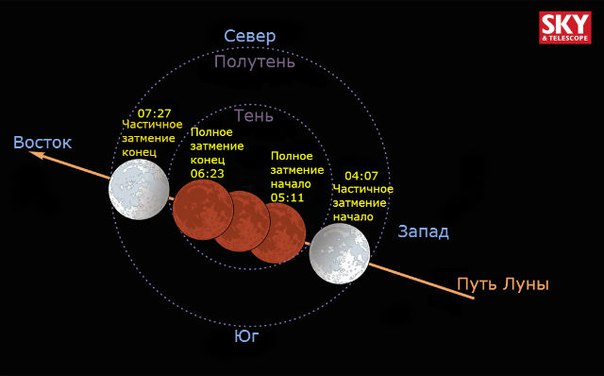 SKY
& TELESCOPE
Север
Полутень
Тень
07:27
Частичное
затмение
конец
Полное
затмение
конец
06:23
Полное
затмение
начало
05:11
04:07
Частичное
затмение
начало
Восток
Запад
Путь Луны
Юг